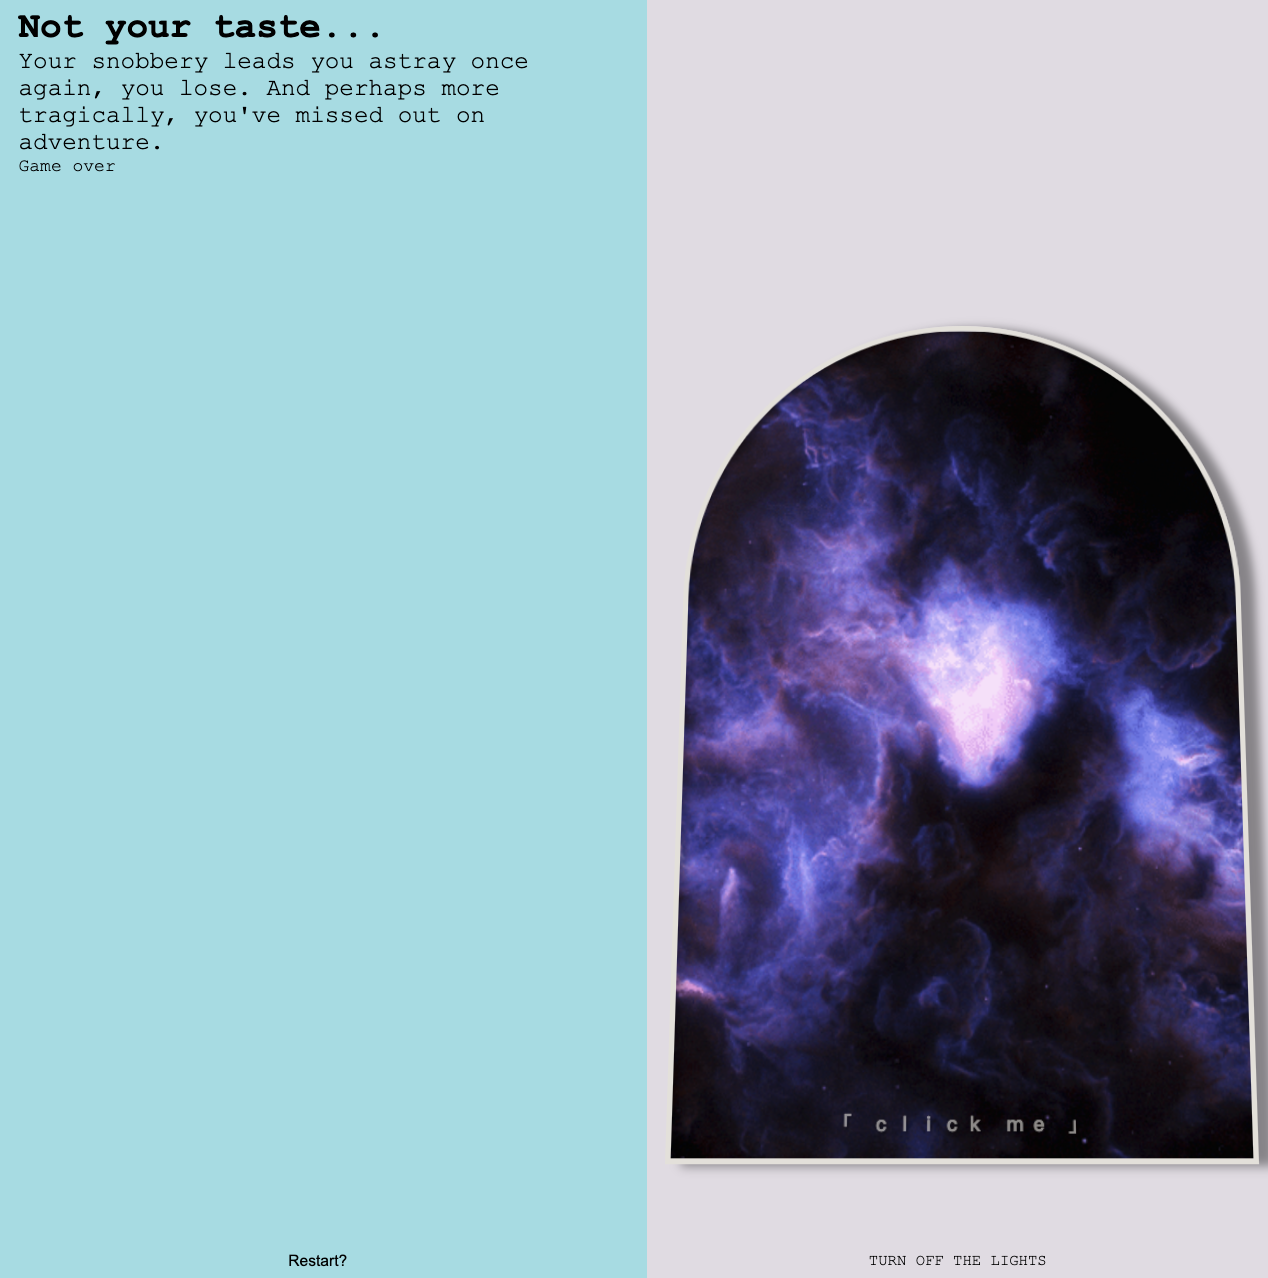 Not your taste...
Your snobbery leads you astray once
again, you lose. And perhaps more
tragically, you've missed out on
adventure.
Game over
「 click me 」
Restart?
TURN OFF THE LIGHTS